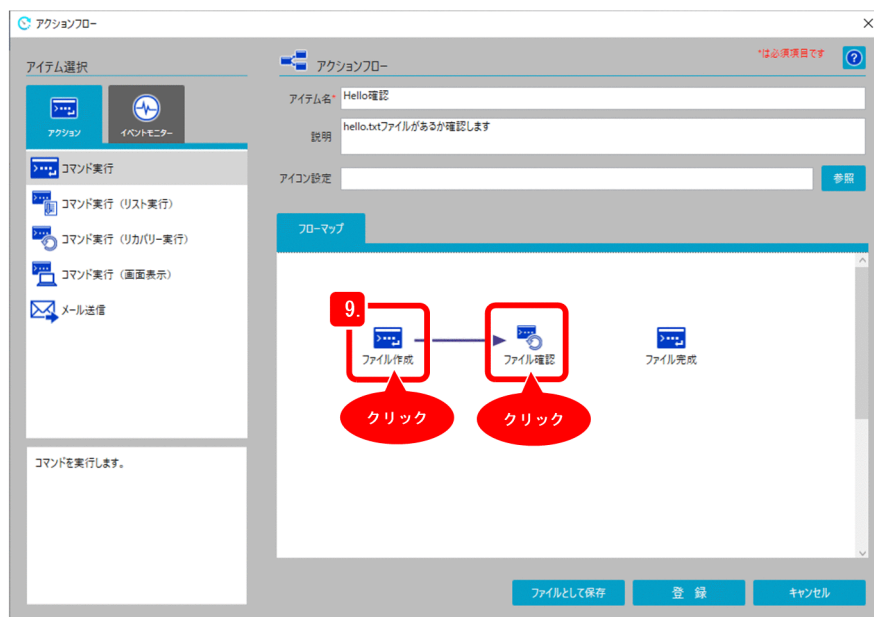 アクションフロー
アイテム選択
アクション
イベントモニター
コマンド実行
コマンド実行（リスト実行）
コマンド実行（リカバリー実行）
コマンド実行（画面表示）
メール送信
コマンドを実行します。
アクションフロー
*は必須項目です
?
アイテム名* Hello確認
説明 hello.txtファイルがあるか確認します
アイコン設定 参照
フローマップ
9.
ファイル作成 ファイル確認 ファイル完成
クリック クリック
ファイルとして保存 登 録 キャンセル